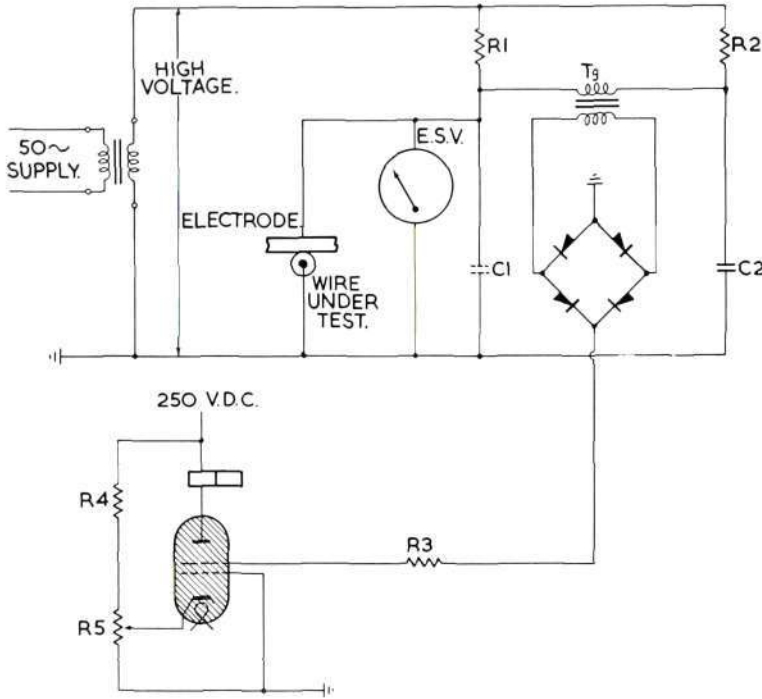 R1
R2
Tg
HIGH
VOLTAGE.
E.S.V.
50~
SUPPLY.
ELECTRODE.
WIRE
UNDER
TEST.
C1
C2
250 V.D.C.
R4
R3
R5